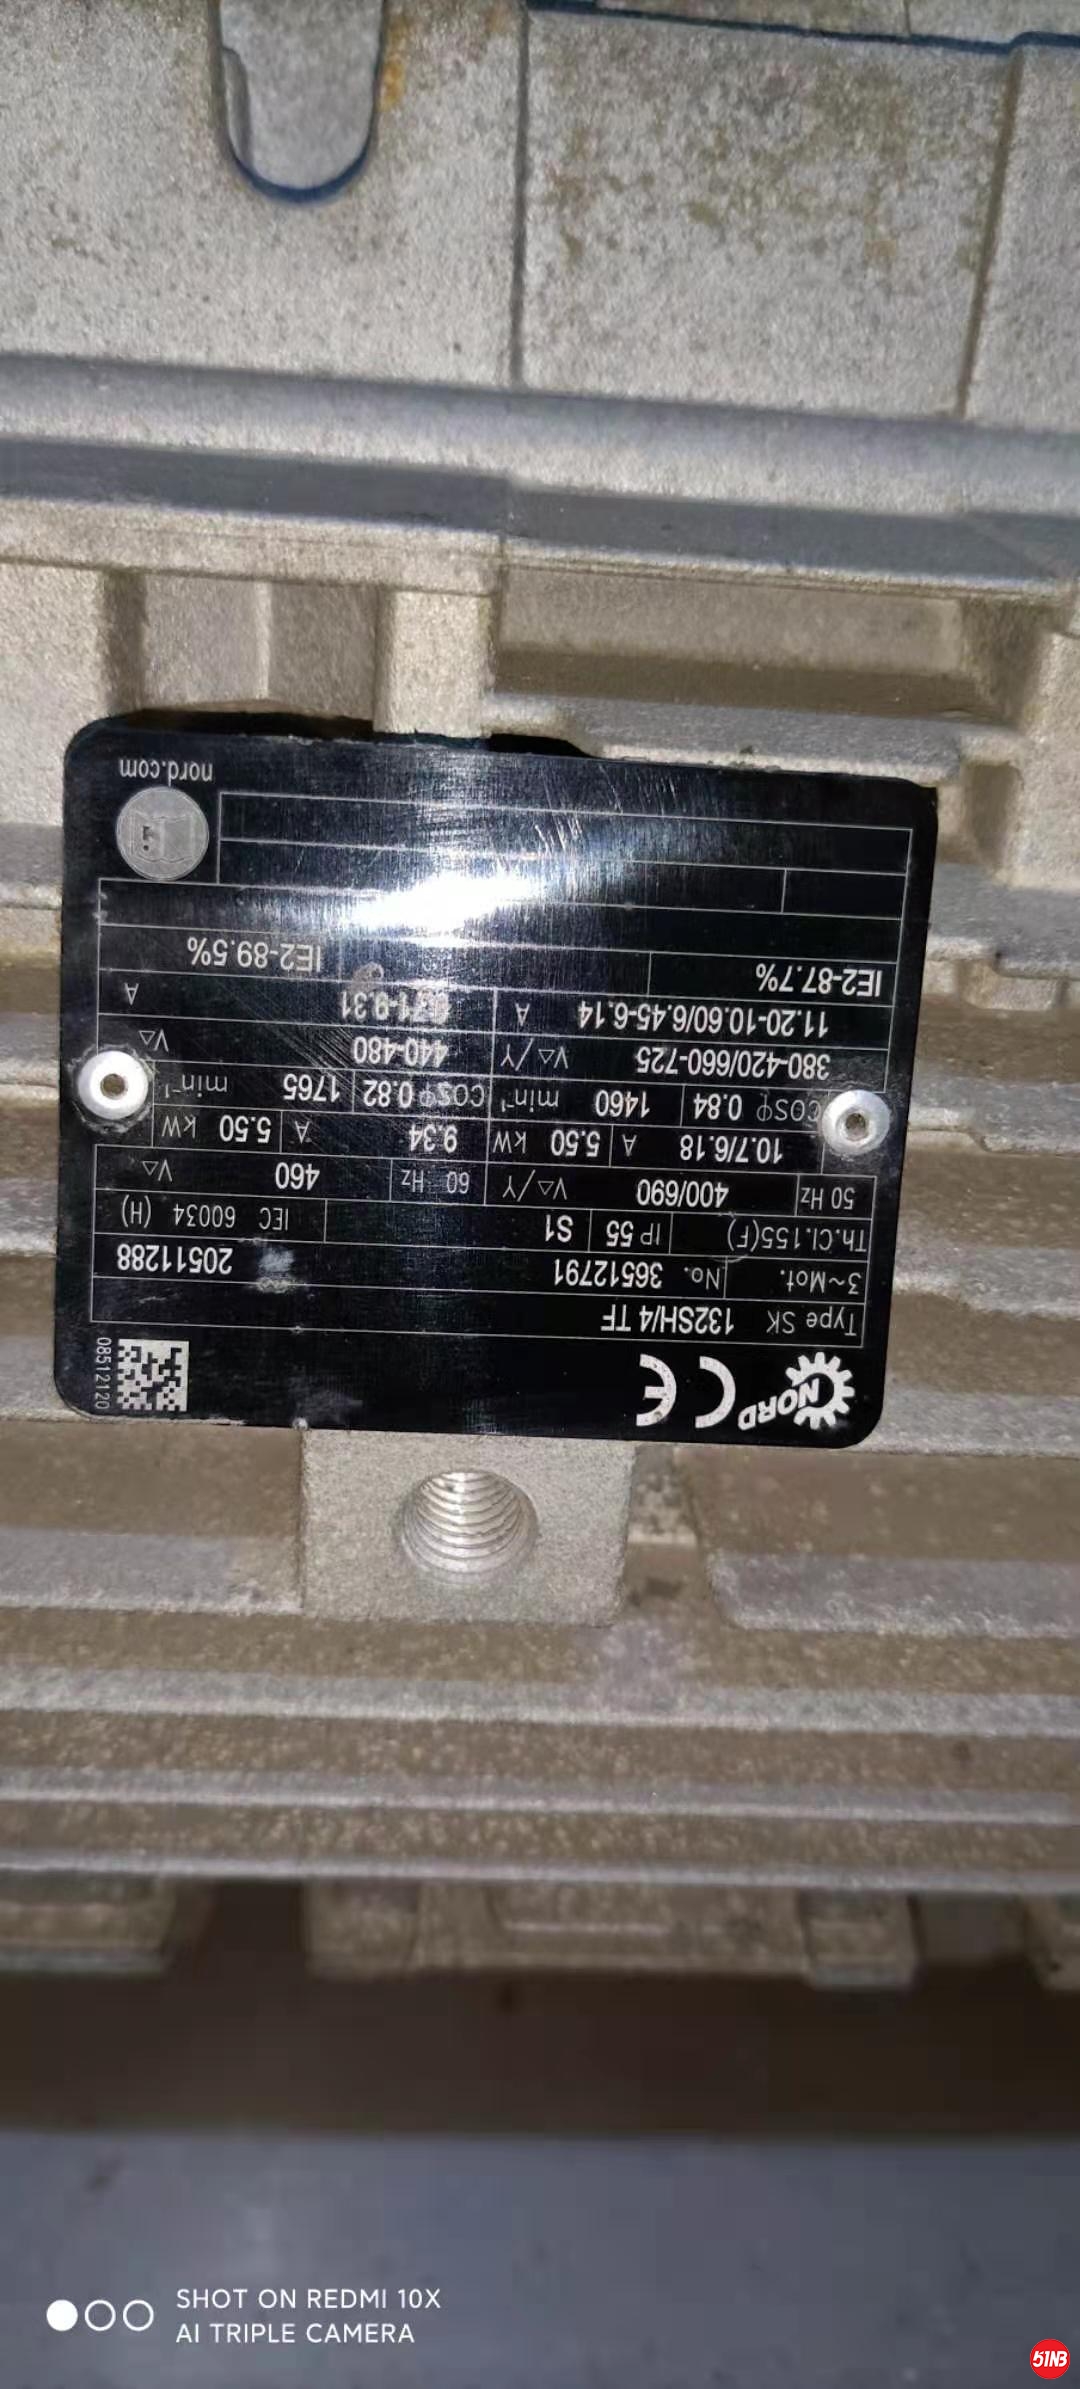 NORD CE
08512120
Type SK 132SH/4 TF
3~Mot. No. 36512791 20511288
Th.Cl.155(F) IP 55 S1 IEC 60034 (H)
50 Hz 400/690 V△/Y 60 Hz 460 V△
10.7/6.18 A 5.50 kW 9.34 A 5.50 kW
COSφ 0.84 1460 min⁻¹ COSφ 0.82 1765 min⁻¹
380-420/660-725 V△/Y 440-480 V△
11.20-10.60/6.45-6.14 A 9.31 A
IE2-87.7% IE2-89.5%
nord.com
SHOT ON REDMI 10X
AI TRIPLE CAMERA
51NB